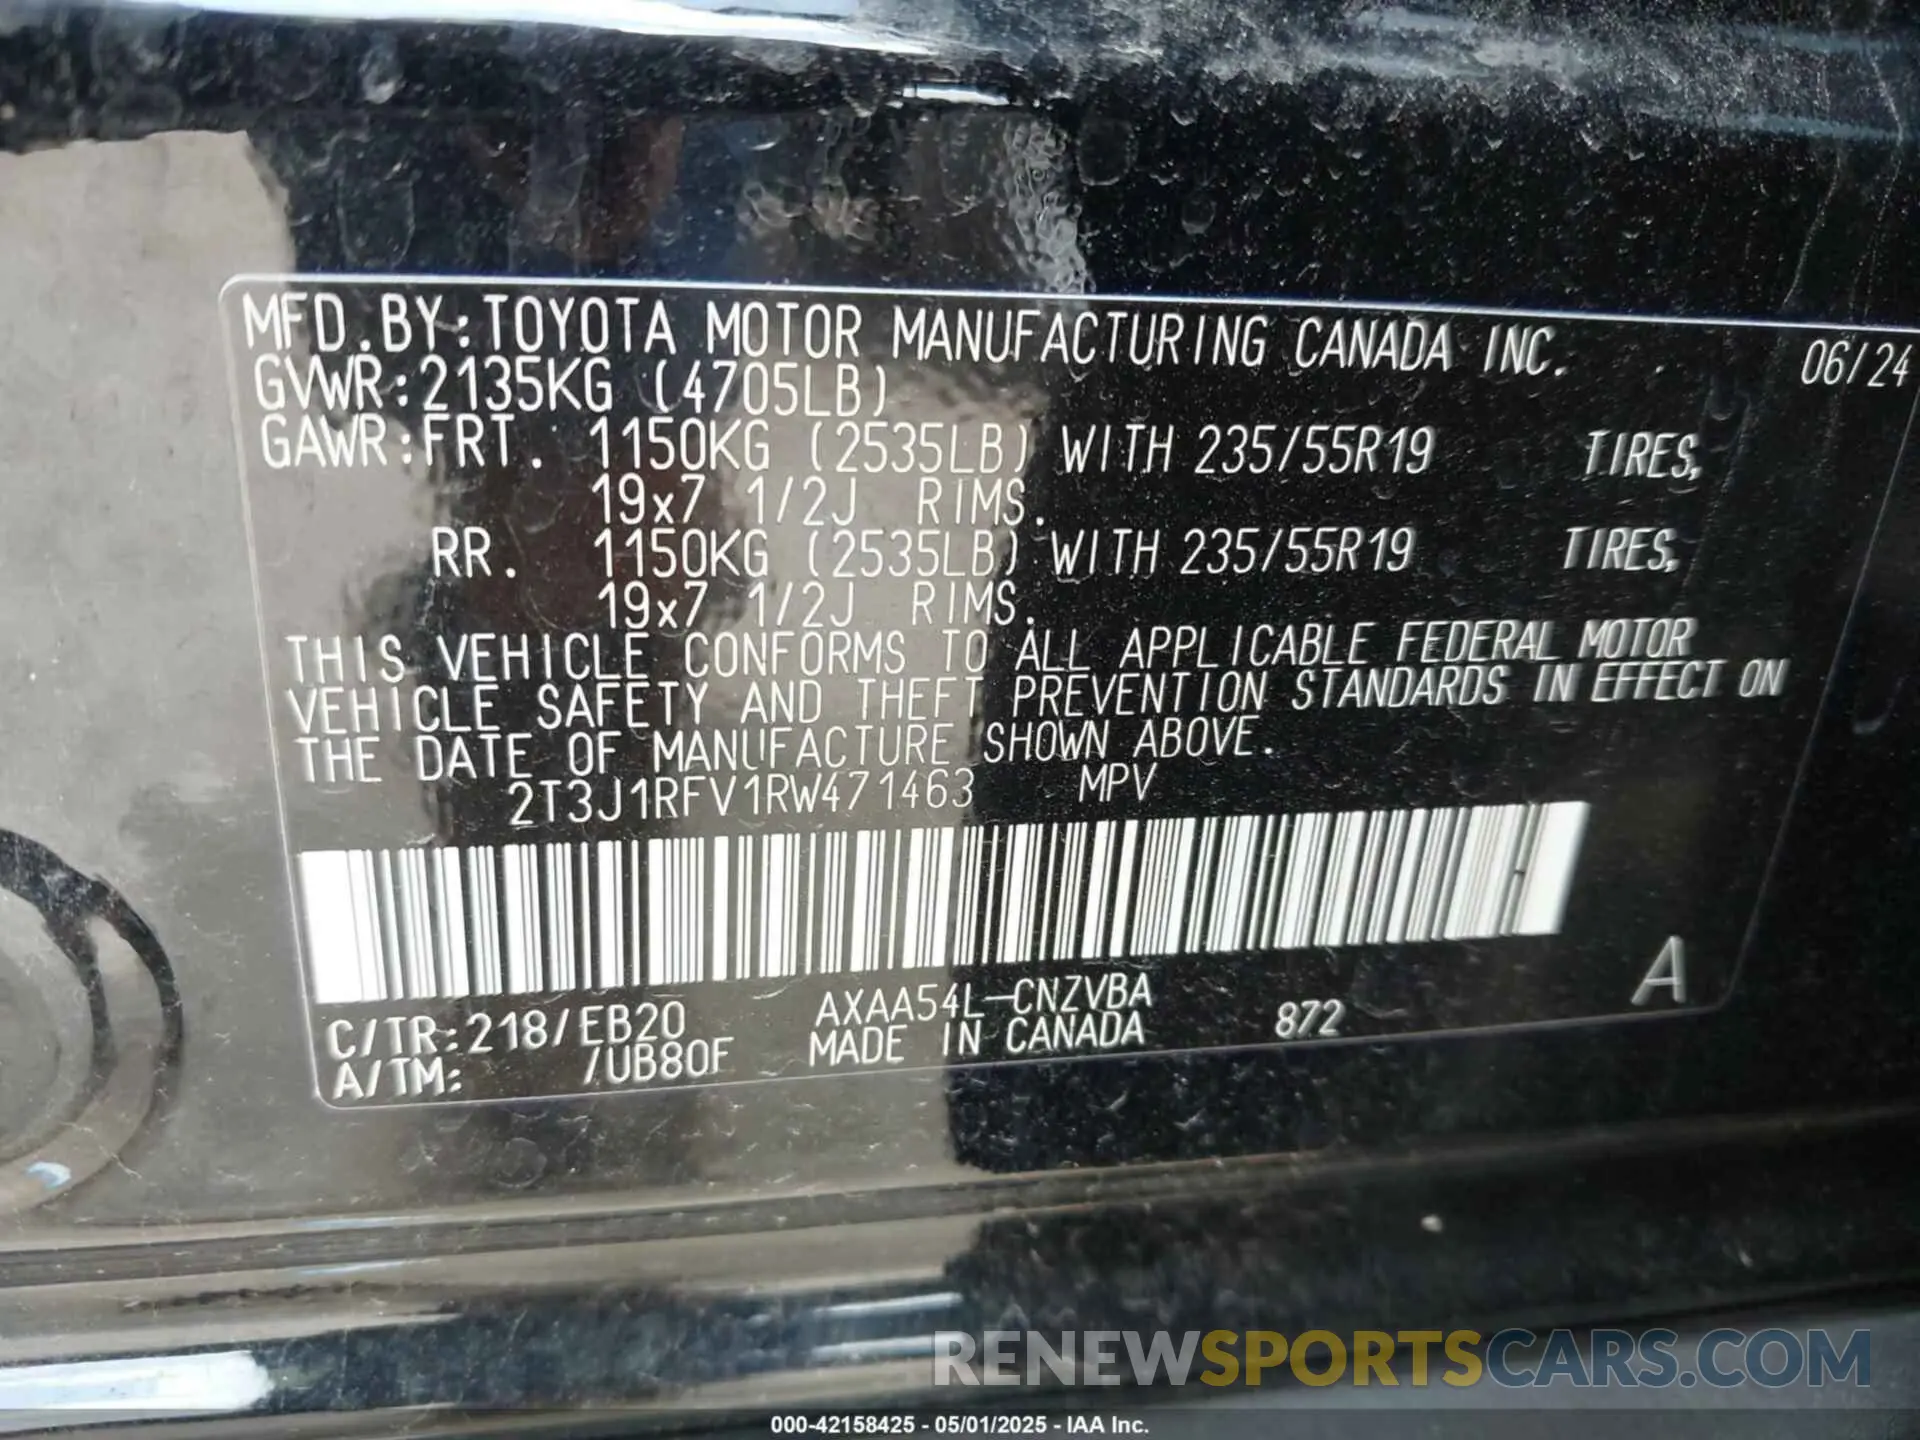 MFD.BY:TOYOTA MOTOR MANUFACTURING CANADA INC. 06/24
GVWR:2135KG (4705LB)
GAWR:FRT. 1150KG (2535LB) WITH 235/55R19 TIRES,
19x7 1/2J RIMS.
RR. 1150KG (2535LB) WITH 235/55R19 TIRES,
19x7 1/2J RIMS.
THIS VEHICLE CONFORMS TO ALL APPLICABLE FEDERAL MOTOR
VEHICLE SAFETY AND THEFT PREVENTION STANDARDS IN EFFECT ON
THE DATE OF MANUFACTURE SHOWN ABOVE.
2T3J1RFV1RW471463 MPV
A
C/TR:218/EB20 AXAA54L-CNZVBA
A/TM: /UB80F MADE IN CANADA 872
RENEWSPORTSCARS.COM
000-42158425 - 05/01/2025 - IAA Inc.